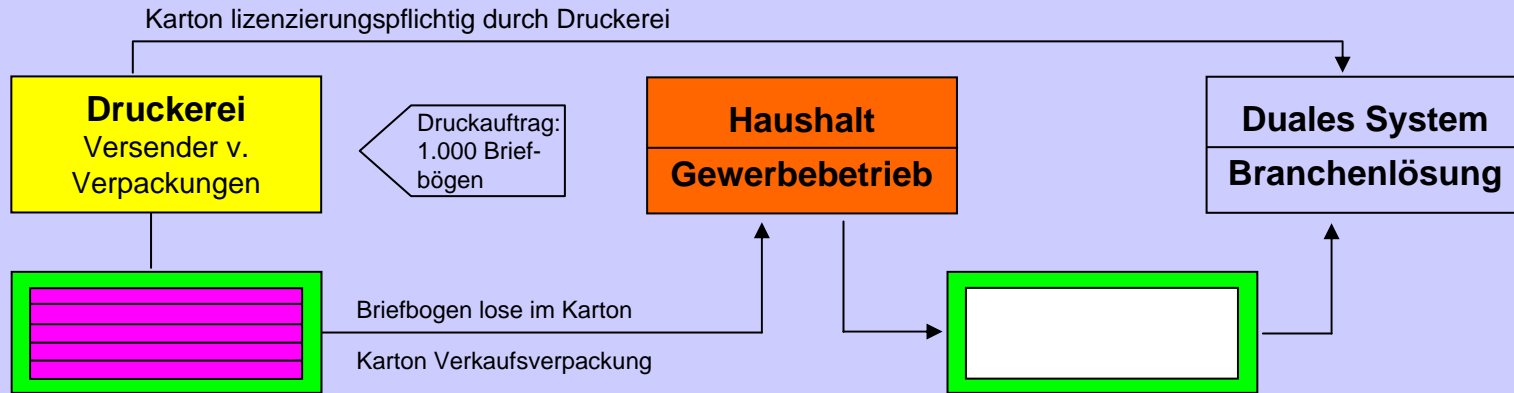 Karton lizenzierungspflichtig durch Druckerei
Druckerei
Versender v.
Verpackungen
Druckauftrag:
1.000 Brief-
bögen
Haushalt
Gewerbebetrieb
Duales System
Branchenlösung
Briefbogen lose im Karton
Karton Verkaufsverpackung